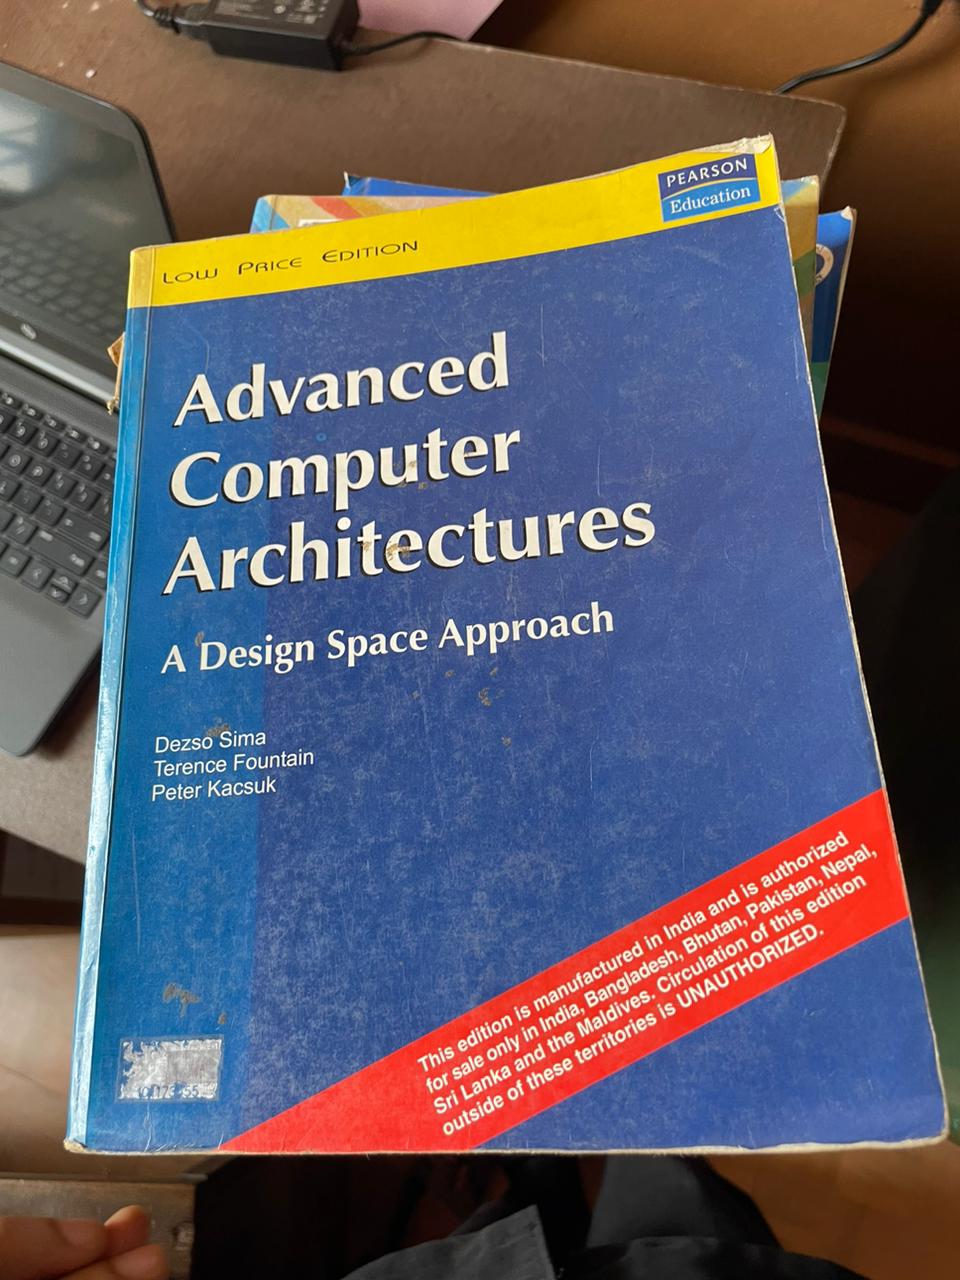 PEARSON
Education
LOW PRICE EDITION
Advanced
Computer
Architectures
A Design Space Approach
Dezso Sima
Terence Fountain
Peter Kacsuk
This edition is manufactured in India and is authorized
for sale only in India, Bangladesh, Bhutan, Pakistan, Nepal,
Sri Lanka and the Maldives. Circulation of this edition
outside of these territories is UNAUTHORIZED.